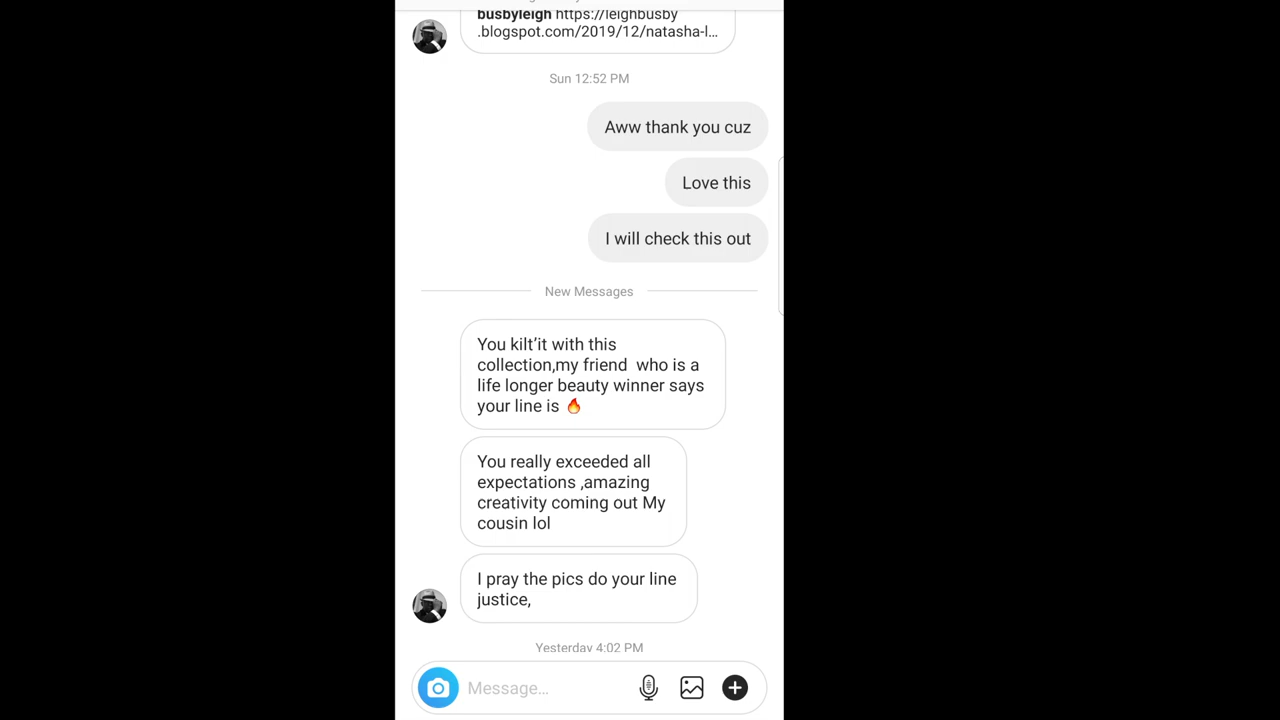 busbyleigh https://leighbusby
.blogspot.com/2019/12/natasha-l...
Sun 12:52 PM
Aww thank you cuz
Love this
I will check this out
New Messages
You kilt'it with this
collection,my friend  who is a
life longer beauty winner says
your line is 🔥
You really exceeded all
expectations ,amazing
creativity coming out My
cousin lol
I pray the pics do your line
justice,
Yesterday 4:02 PM
Message...